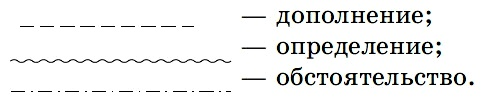 — дополнение;
— определение;
— обстоятельство.